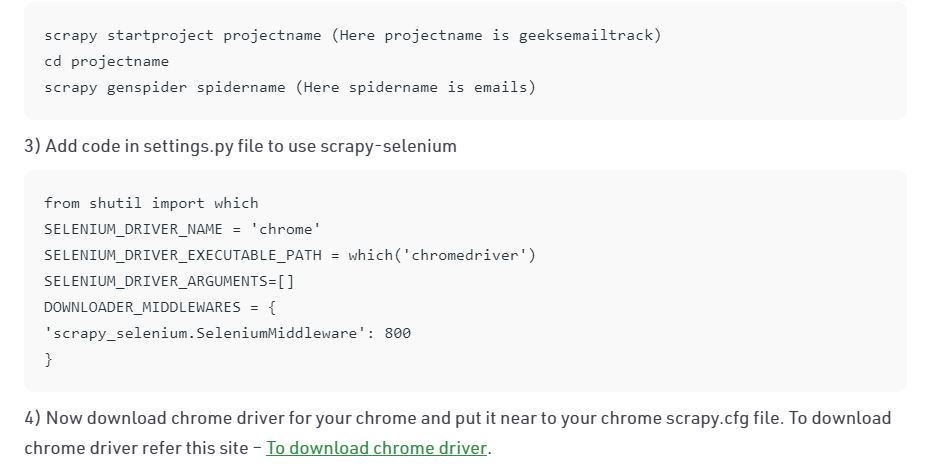 scrapy startproject projectname (Here projectname is geeksemailtrack)
cd projectname
scrapy genspider spidername (Here spidername is emails)
3) Add code in settings.py file to use scrapy-selenium
from shutil import which
SELENIUM_DRIVER_NAME = 'chrome'
SELENIUM_DRIVER_EXECUTABLE_PATH = which('chromedriver')
SELENIUM_DRIVER_ARGUMENTS=[]
DOWNLOADER_MIDDLEWARES = {
'scrapy_selenium.SeleniumMiddleware': 800
}
4) Now download chrome driver for your chrome and put it near to your chrome scrapy.cfg file. To download
chrome driver refer this site – To download chrome driver.